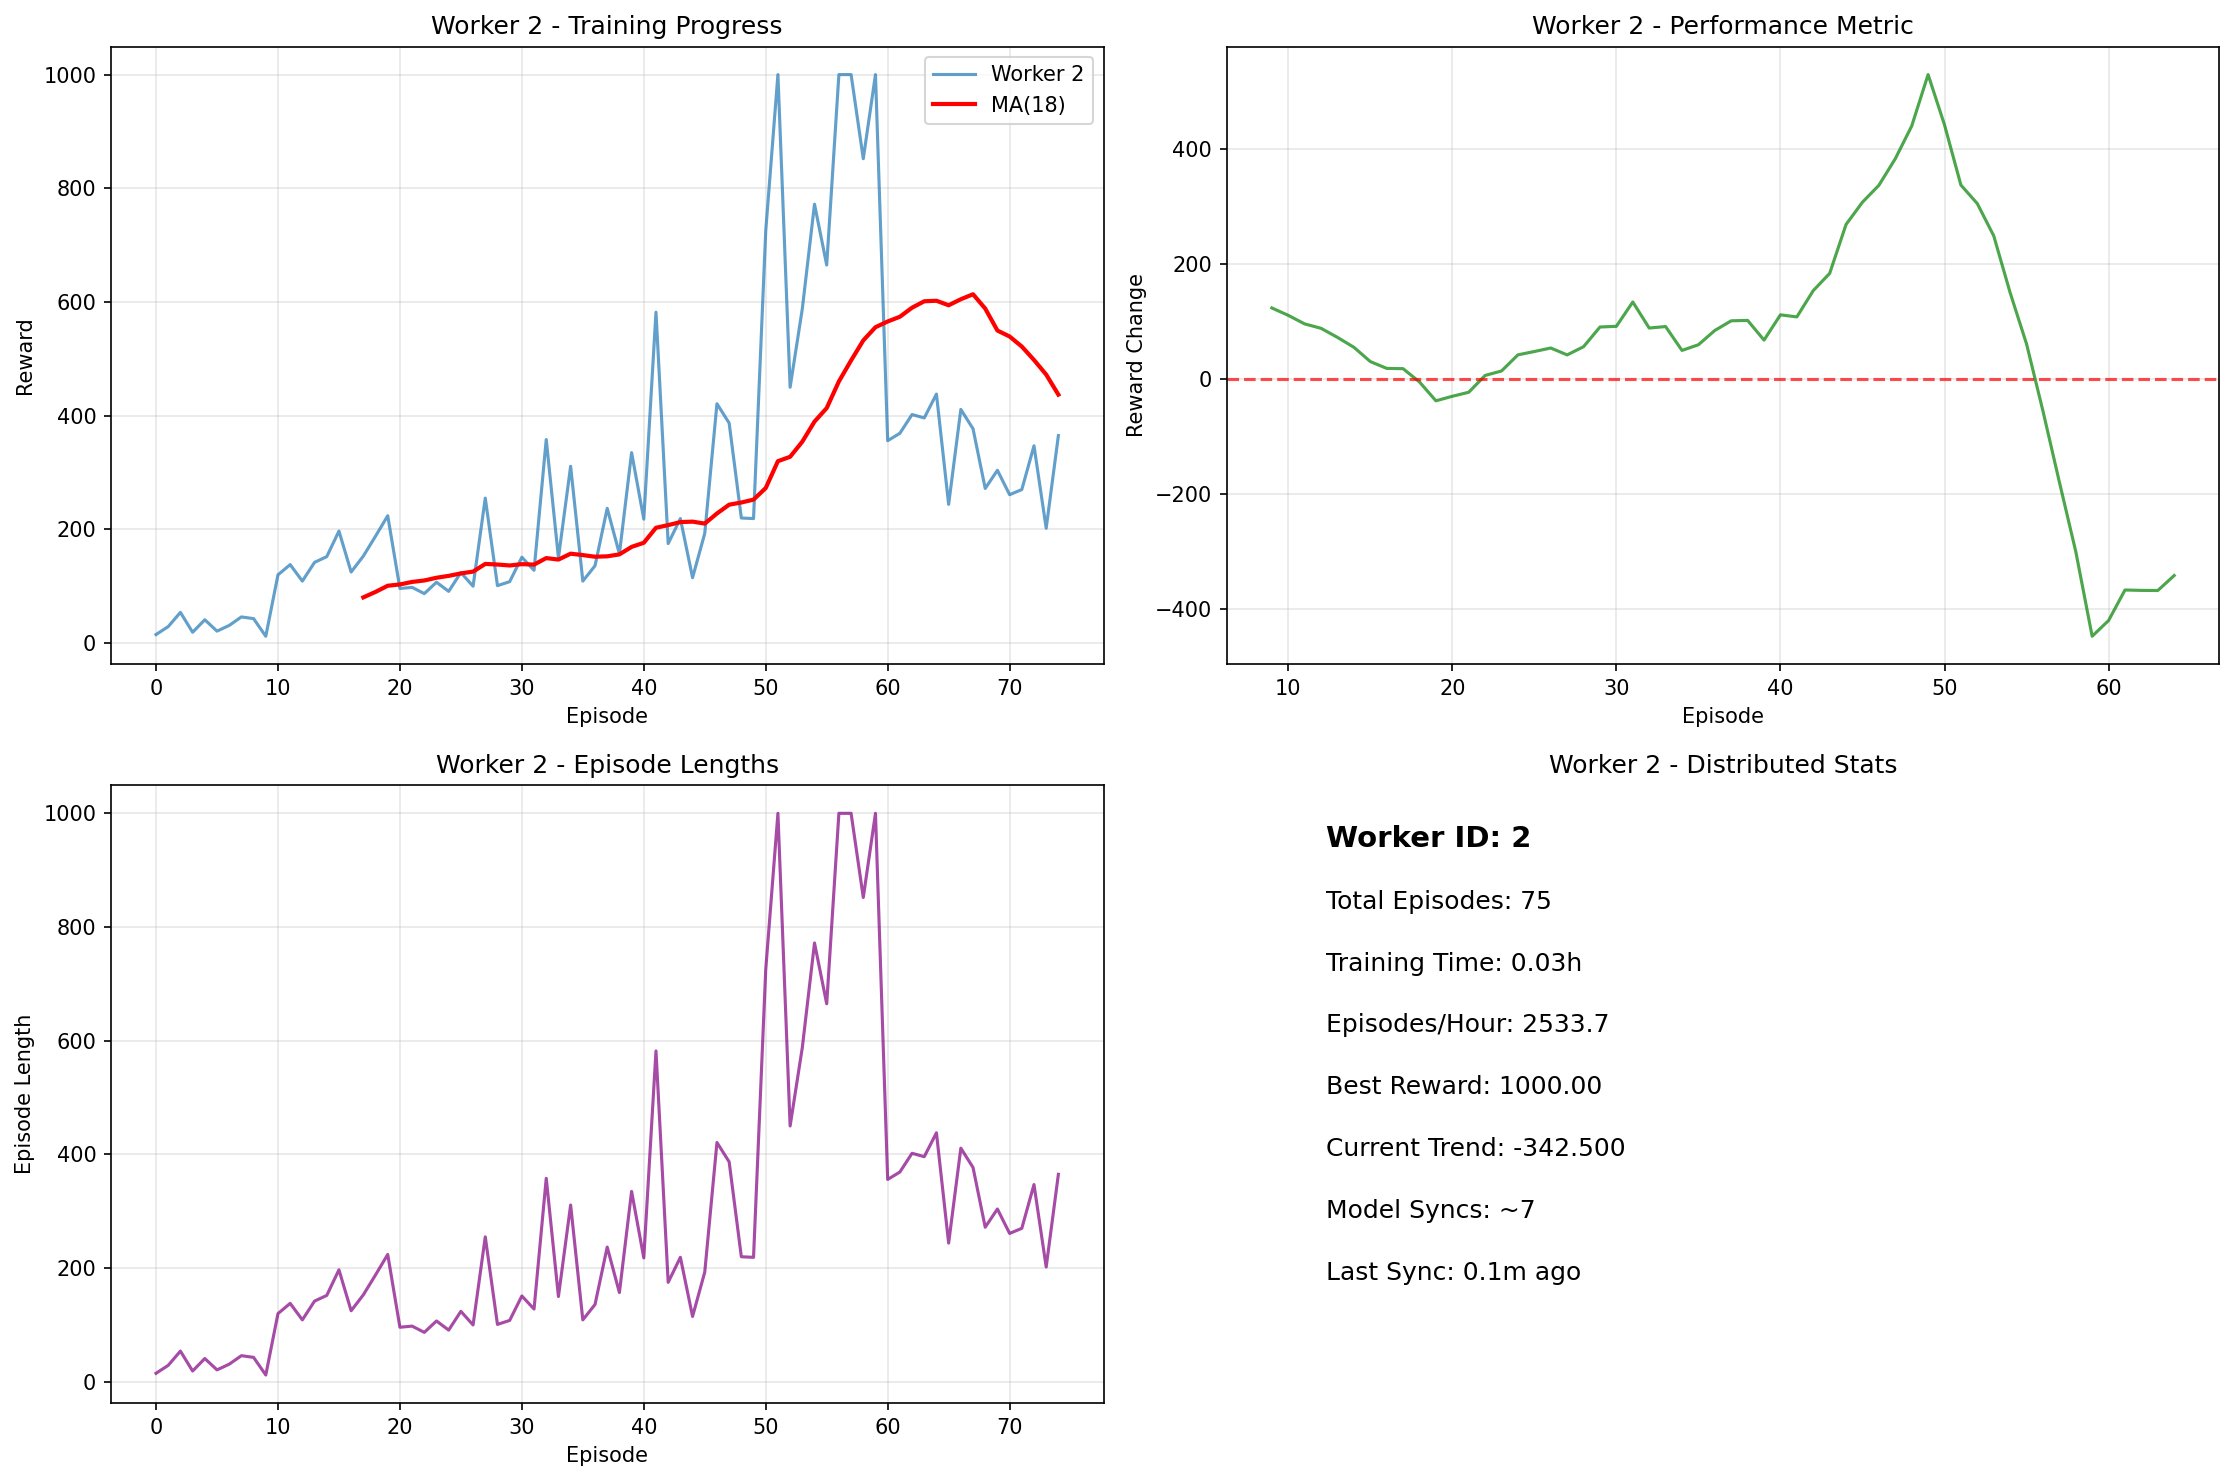 Worker 2 - Training Progress
Reward
1000
800
600
400
200
0
Worker 2
MA(18)
0 10 20 30 40 50 60 70
Episode
Worker 2 - Performance Metric
Reward Change
400
200
0
−200
−400
10 20 30 40 50 60
Episode
Worker 2 - Episode Lengths
Episode Length
1000
800
600
400
200
0
0 10 20 30 40 50 60 70
Episode
Worker 2 - Distributed Stats
Worker ID: 2
Total Episodes: 75
Training Time: 0.03h
Episodes/Hour: 2533.7
Best Reward: 1000.00
Current Trend: -342.500
Model Syncs: ~7
Last Sync: 0.1m ago